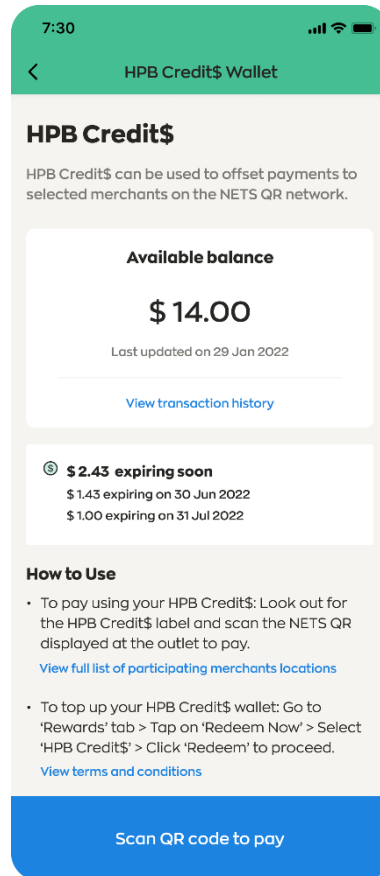 7:30
HPB Credit$ Wallet
HPB Credit$
HPB Credit$ can be used to offset payments to
selected merchants on the NETS QR network.
Available balance
$ 14.00
Last updated on 29 Jan 2022
View transaction history
$ 2.43 expiring soon
$ 1.43 expiring on 30 Jun 2022
$ 1.00 expiring on 31 Jul 2022
How to Use
• To pay using your HPB Credit$: Look out for
the HPB Credit$ label and scan the NETS QR
displayed at the outlet to pay.
View full list of participating merchants locations
• To top up your HPB Credit$ wallet: Go to
‘Rewards’ tab > Tap on ‘Redeem Now’ > Select
‘HPB Credit$’ > Click ‘Redeem’ to proceed.
View terms and conditions
Scan QR code to pay